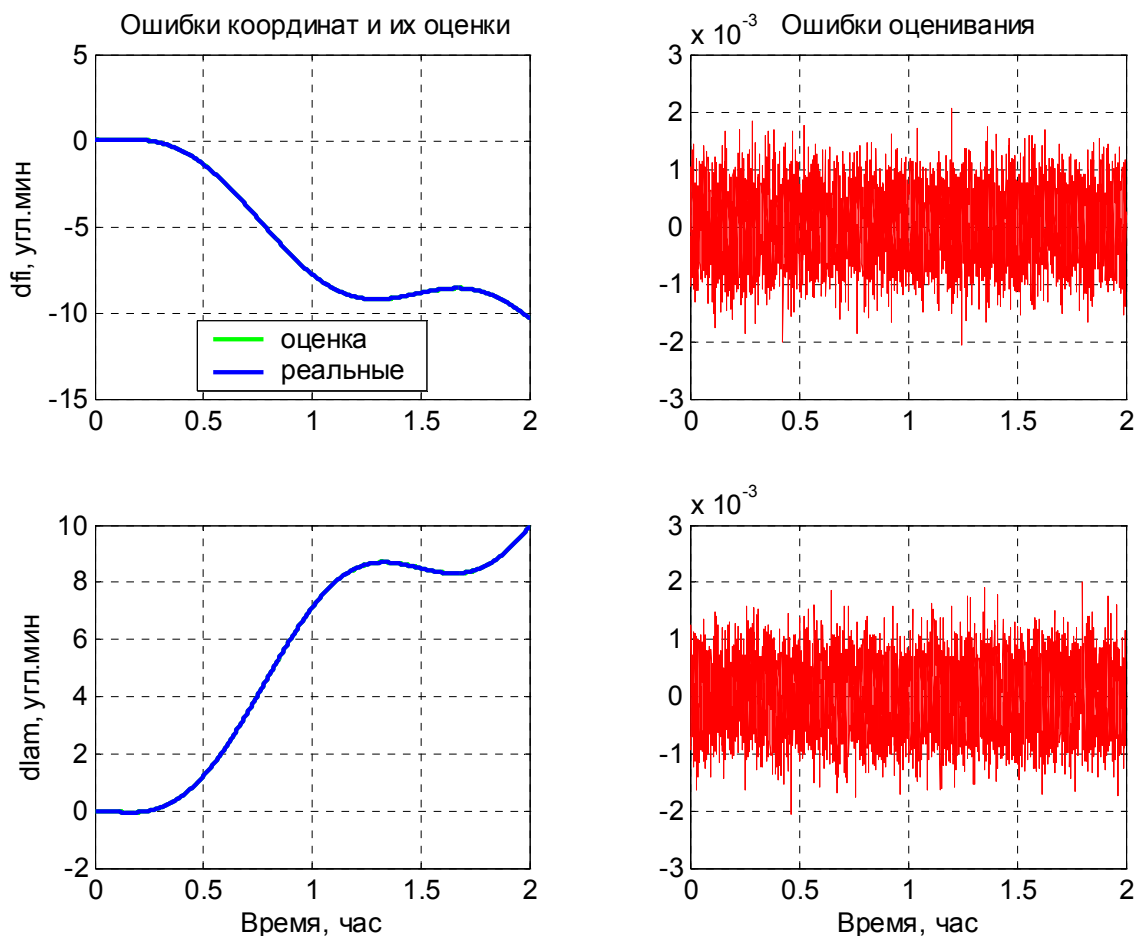 Ошибки координат и их оценки
5
0
-5
-10
-15
dfi, угл.мин
оценка
реальные
0 0.5 1 1.5 2
Ошибки оценивания
x 10-3
3
2
1
0
-1
-2
-3
0 0.5 1 1.5 2
10
8
6
4
2
0
-2
dlam, угл.мин
0 0.5 1 1.5 2
Время, час
x 10-3
3
2
1
0
-1
-2
-3
0 0.5 1 1.5 2
Время, час